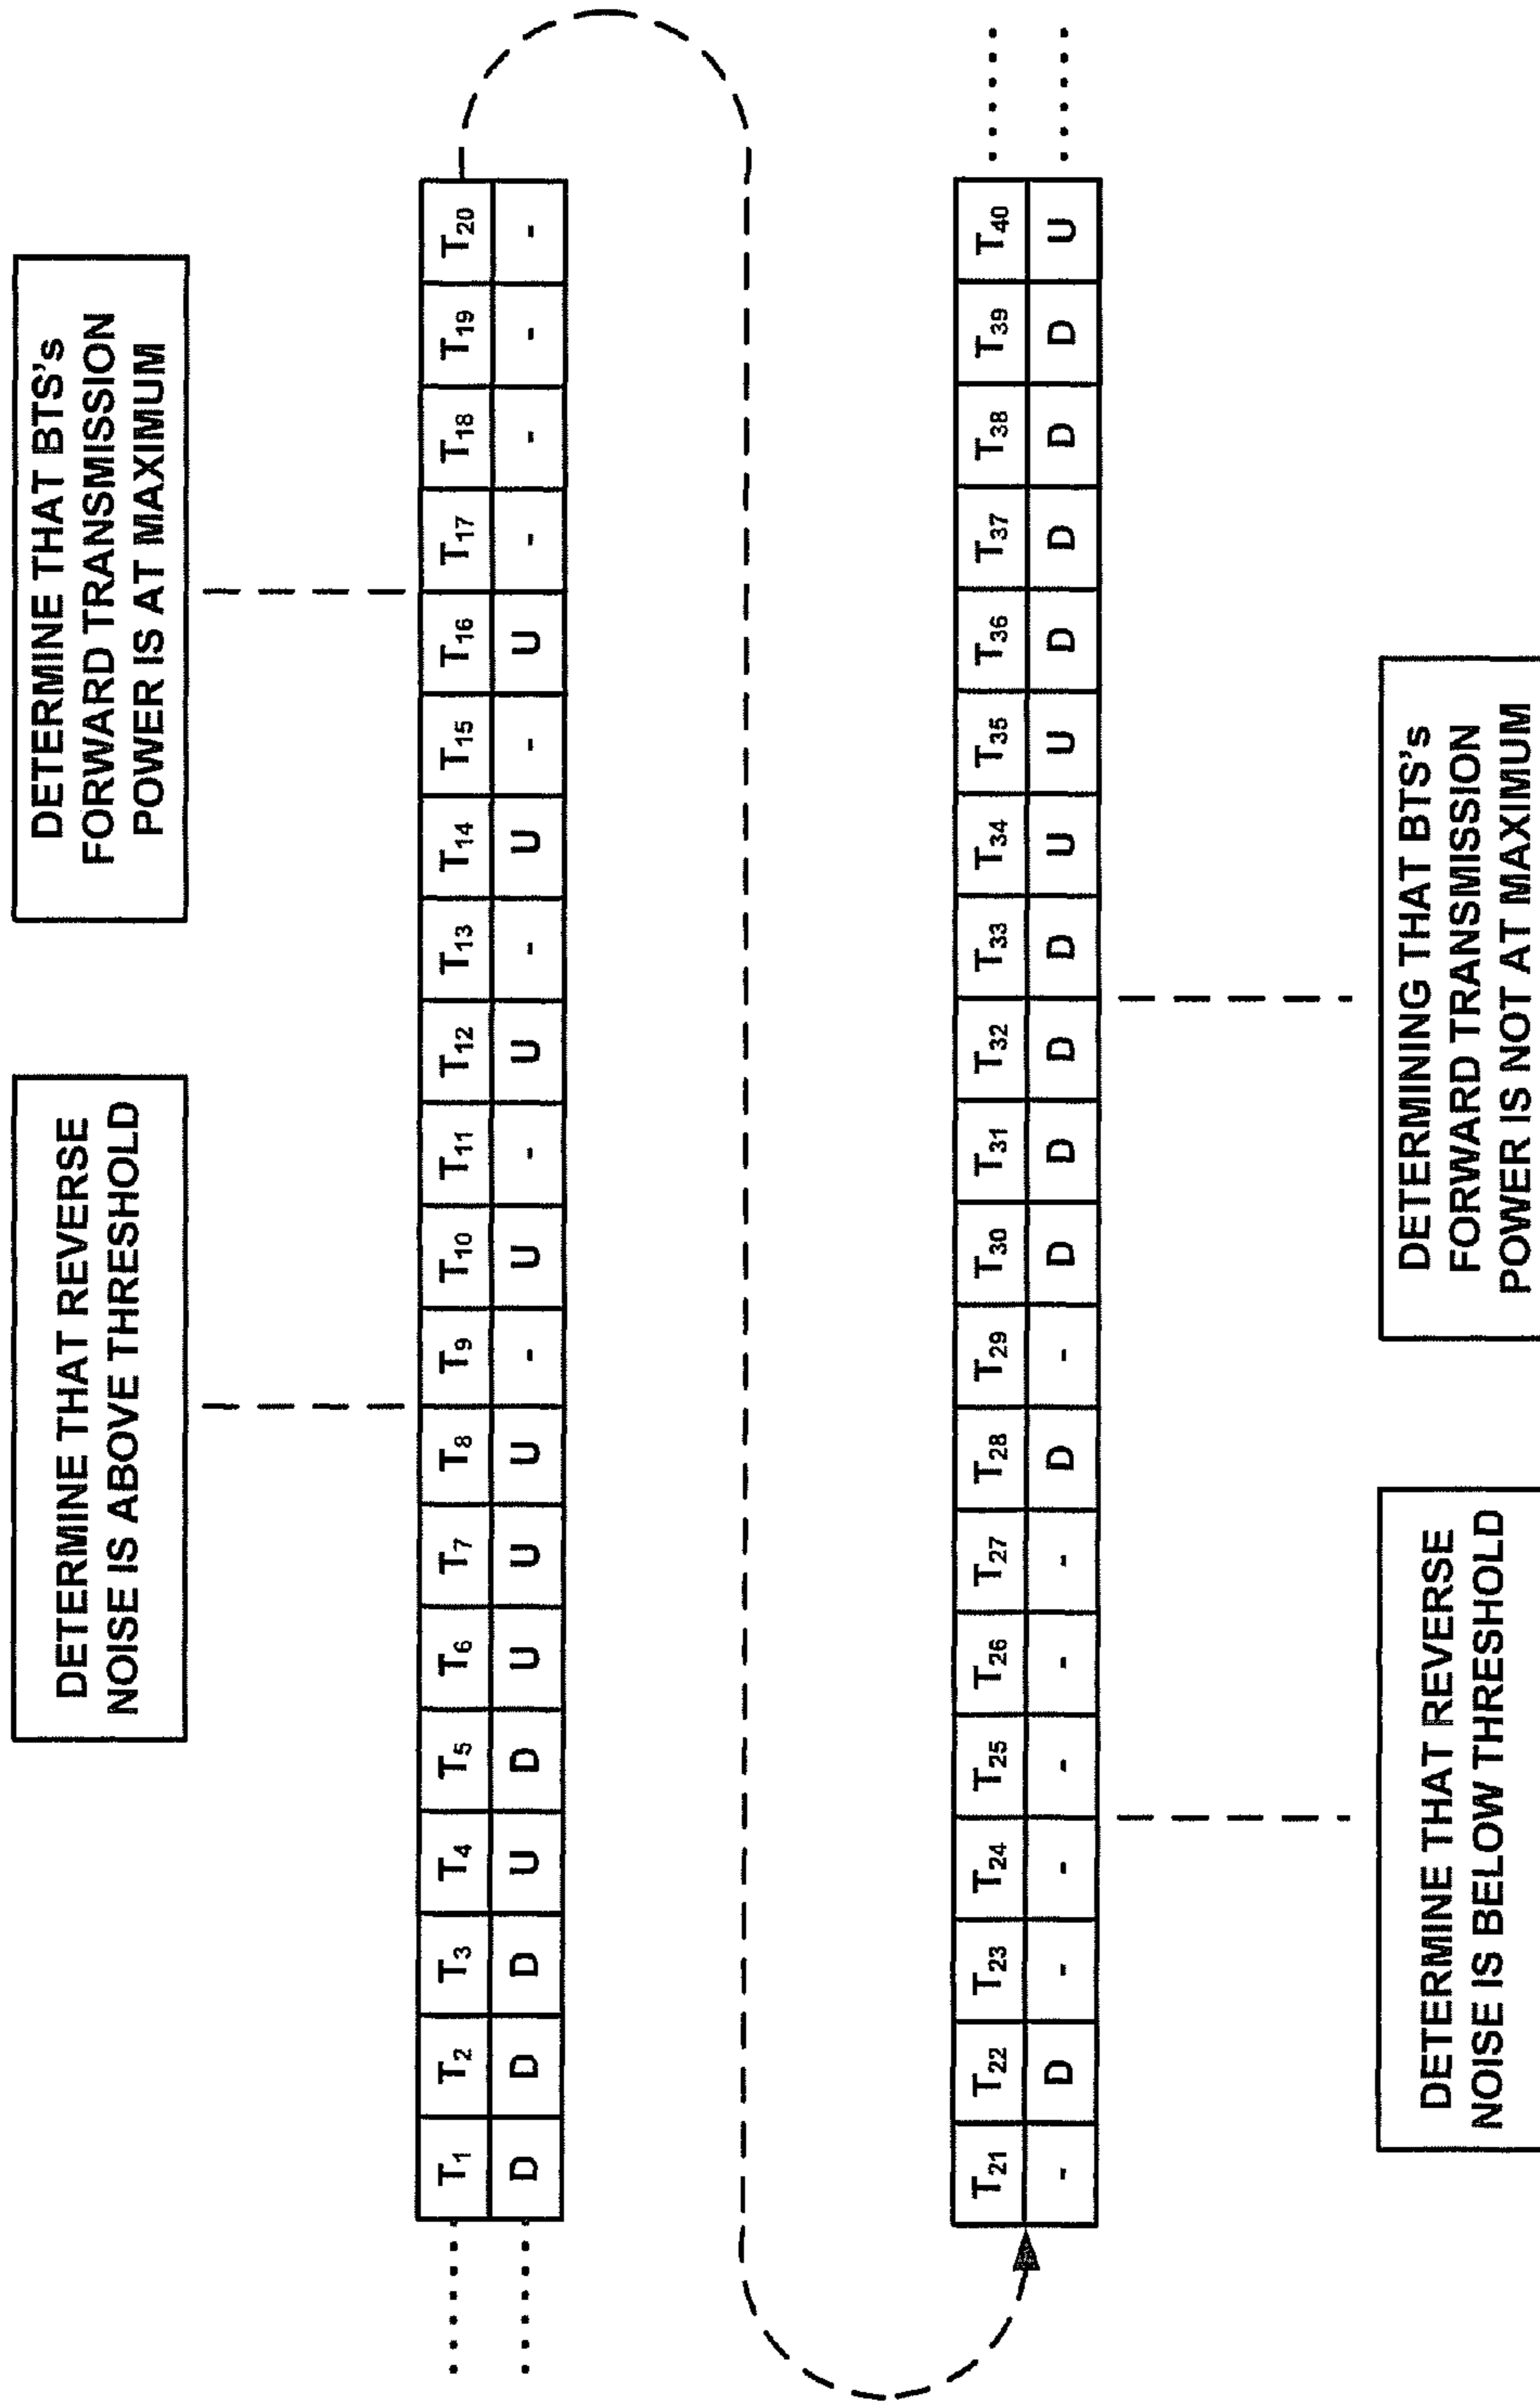 DETERMINE THAT REVERSE
NOISE IS ABOVE THRESHOLD
DETERMINE THAT BTS's
FORWARD TRANSMISSION
POWER IS AT MAXIMUM
T1 T2 T3 T4 T5 T6 T7 T8 T9 T10 T11 T12 T13 T14 T15 T16 T17 T18 T19 T20
D D D U D U U U - U - U - U - U - - - -
T21 T22 T23 T24 T25 T26 T27 T28 T29 T30 T31 T32 T33 T34 T35 T36 T37 T38 T39 T40
- D - - - - - D - D D D D U U D D D D U
DETERMINE THAT REVERSE
NOISE IS BELOW THRESHOLD
DETERMINING THAT BTS's
FORWARD TRANSMISSION
POWER IS NOT AT MAXIMUM